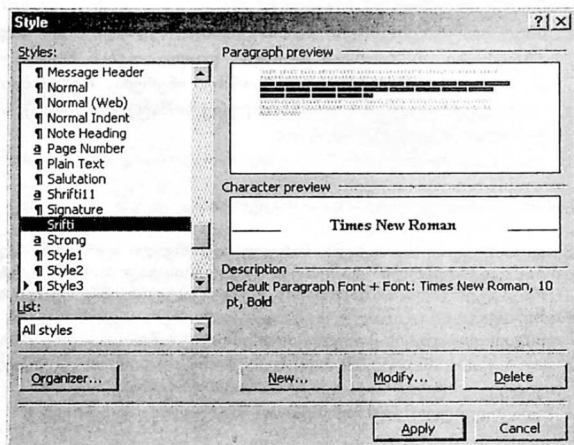 Style
Styles:
¶ Message Header
¶ Normal
¶ Normal (Web)
¶ Normal Indent
¶ Note Heading
a Page Number
¶ Plain Text
¶ Salutation
a Shrifti11
¶ Signature
Srifti
a Strong
¶ Style1
¶ Style2
¶ Style3
List:
All styles
Paragraph preview
Character preview
Times New Roman
Description
Default Paragraph Font + Font: Times New Roman, 10
pt, Bold
Organizer...
New...
Modify...
Delete
Apply
Cancel